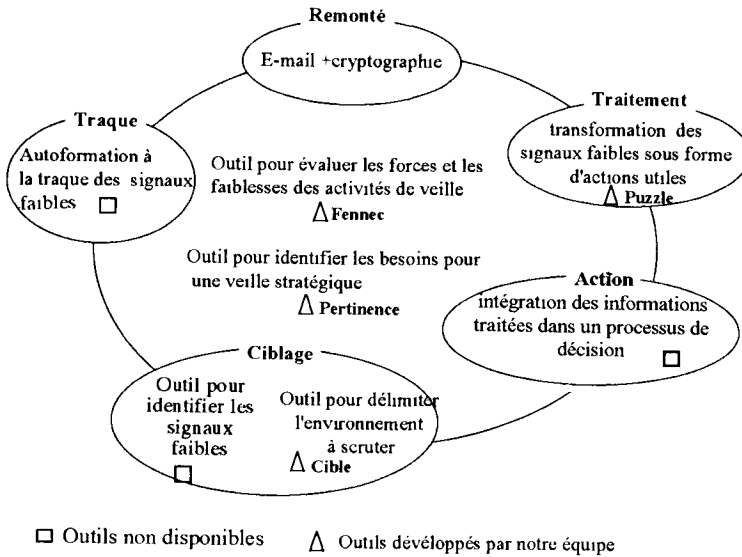 Remonté
E-mail +cryptographie
Traitement
transformation des
signaux faibles sous forme
d'actions utiles
Puzzle
Traque
Autoformation à
la traque des signaux
faibles
Outil pour évaluer les forces et les
faiblesses des activités de veille
Fennec
Outil pour identifier les besoins pour
une veille stratégique
Pertinence
Action
intégration des informations
traitées dans un processus de
décision
Ciblage
Outil pour
identifier les
signaux
faibles
Outil pour délimiter
l'environnement
à scruter
Cible
Outils non disponibles
Outils dévéloppés par notre équipe